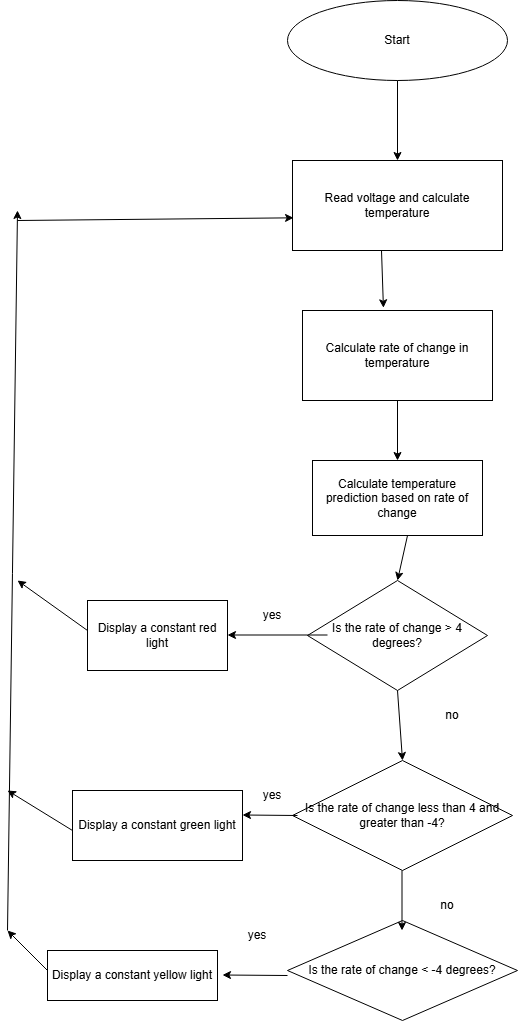 Start
Read voltage and calculate
temperature
Calculate rate of change in
temperature
Calculate temperature
prediction based on rate of
change
Is the rate of change > 4
degrees?
yes
Display a constant red
light
no
Is the rate of change less than 4 and
greater than -4?
yes
Display a constant green light
no
Is the rate of change < -4 degrees?
yes
Display a constant yellow light